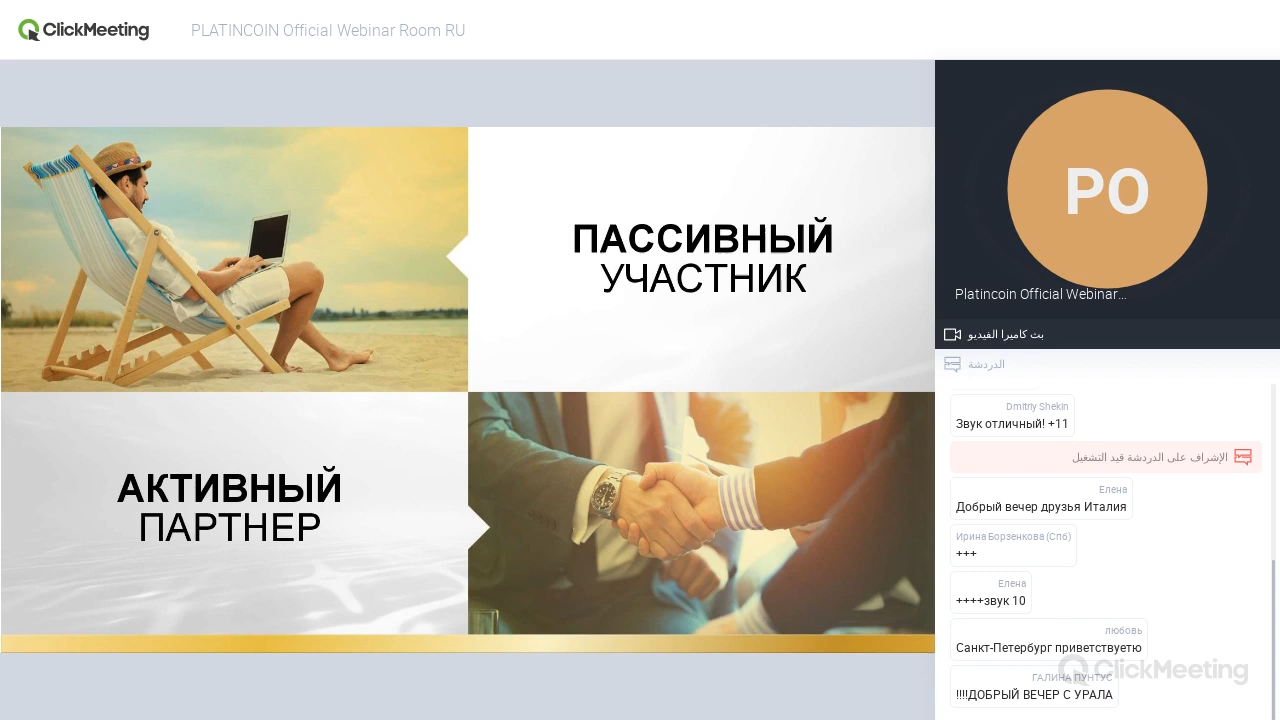 ClickMeeting
PLATINCOIN Official Webinar Room RU
ПАССИВНЫЙ
УЧАСТНИК
АКТИВНЫЙ
ПАРТНЕР
PO
Platincoin Official Webinar...
بث كاميرا الفيديو
الدردشة
Dmitriy Shekin
Звук отличный! +11
الإشراف على الدردشة قيد التشغيل
Елена
Добрый вечер друзья Италия
Ирина Борзенкова (Спб)
+++
Елена
++++звук 10
любовь
Санкт-Петербург приветствуетю
ГАЛИНА ПУНТУС
!!!!ДОБРЫЙ ВЕЧЕР С УРАЛА
ClickMeeting